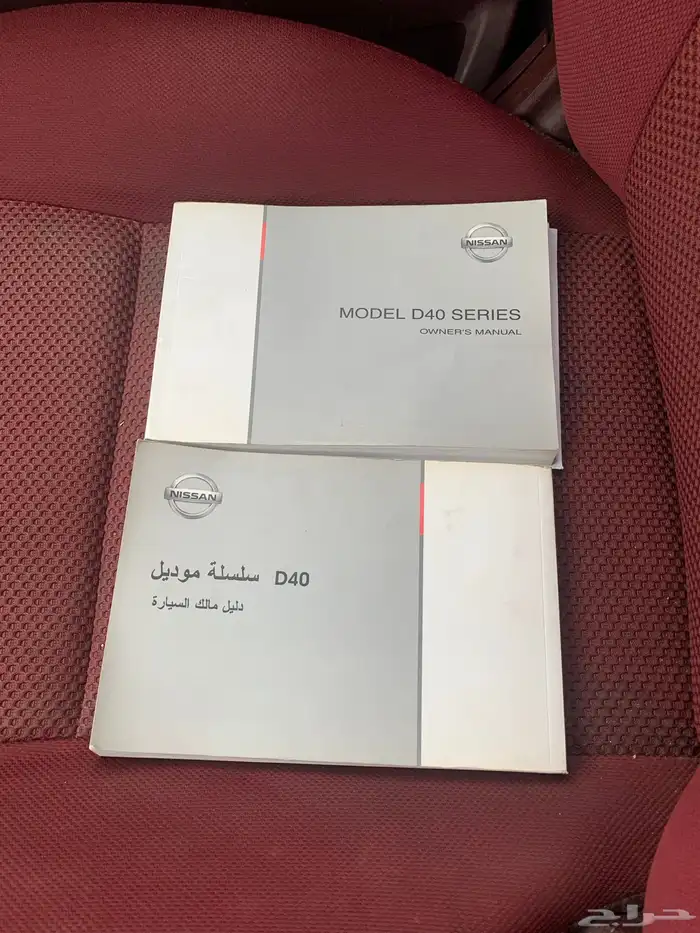 NISSAN
MODEL D40 SERIES
OWNER'S MANUAL
NISSAN
سلسلة موديل D40
دليل مالك السيارة
حراج